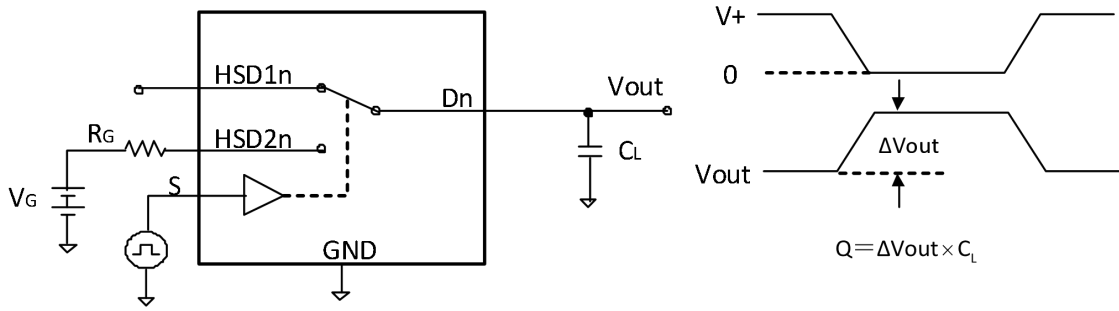 HSD1n
HSD2n
RG
VG
S
Dn
GND
Vout
CL
V+
0
Vout
ΔVout
Q=ΔVout×CL